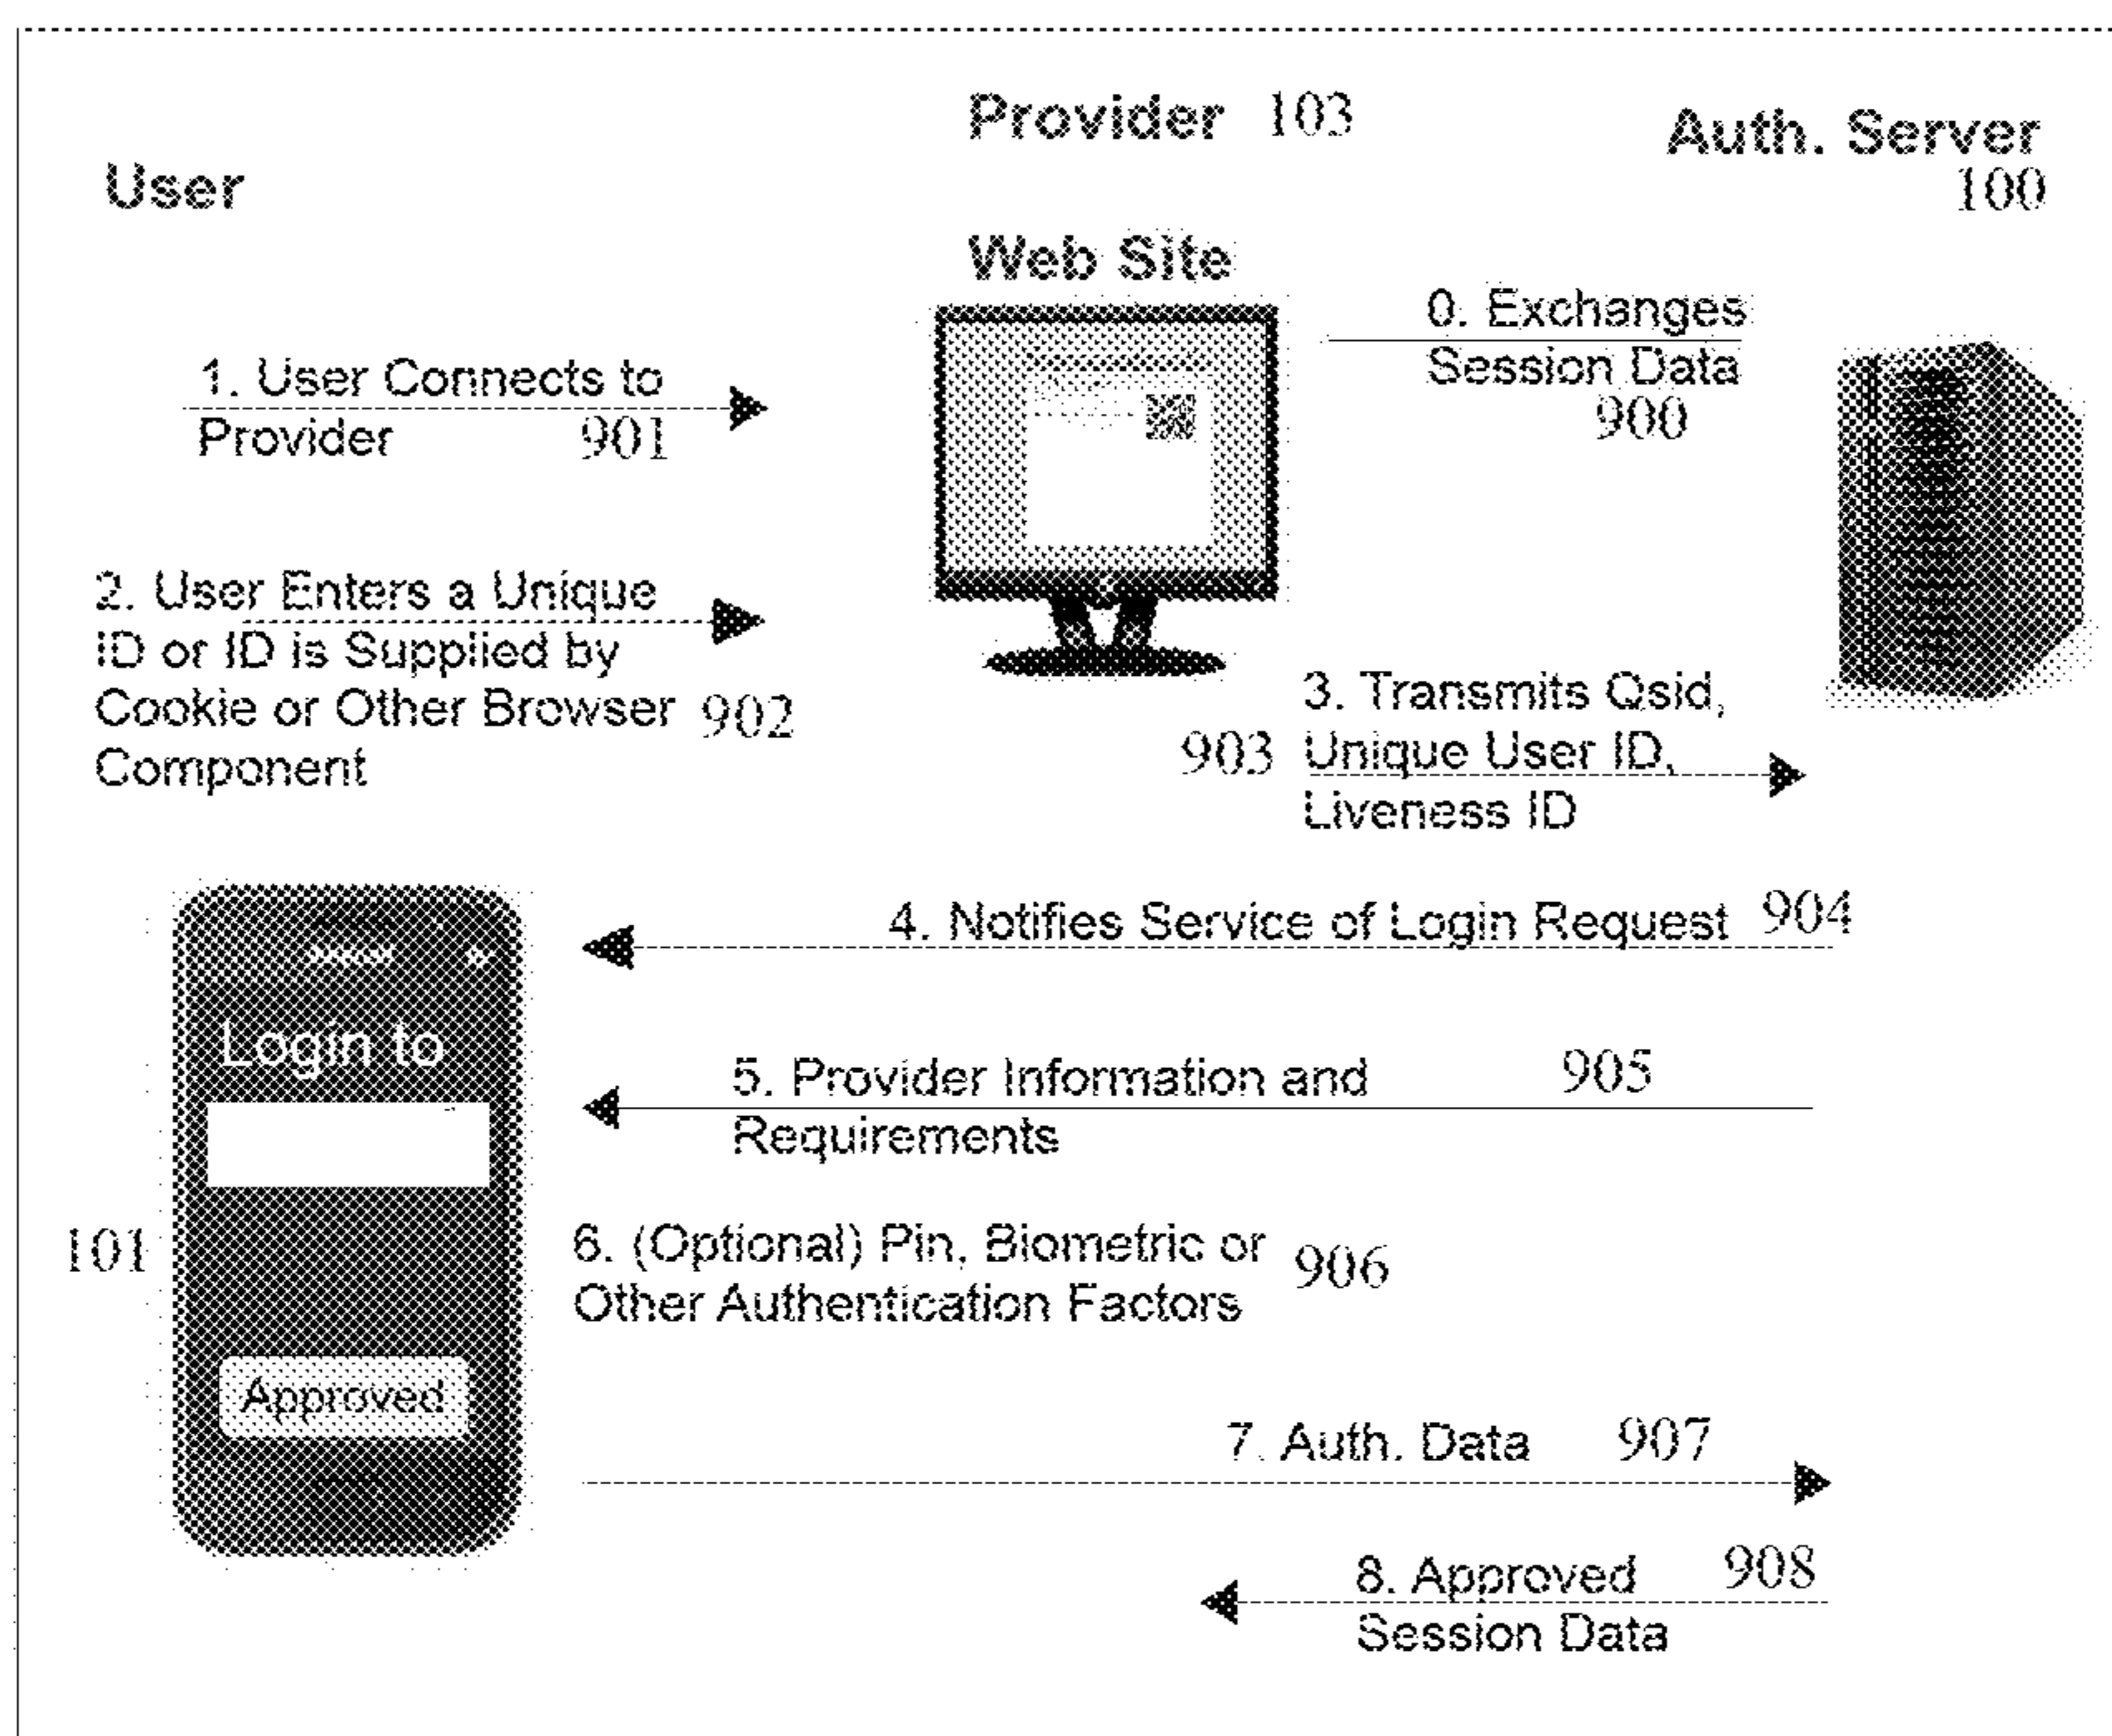 Provider 103
Auth. Server
100
User
Web Site
0. Exchanges
Session Data
900
1. User Connects to
Provider 901
2. User Enters a Unique
ID or ID is Supplied by
Cookie or Other Browser 902
Component
3. Transmits Qsid,
903 Unique User ID,
Liveness ID
4. Notifies Service of Login Request 904
Login to
5. Provider Information and 905
Requirements
101
6. (Optional) Pin, Biometric or 906
Other Authentication Factors
Approved
7. Auth. Data 907
8. Approved 908
Session Data